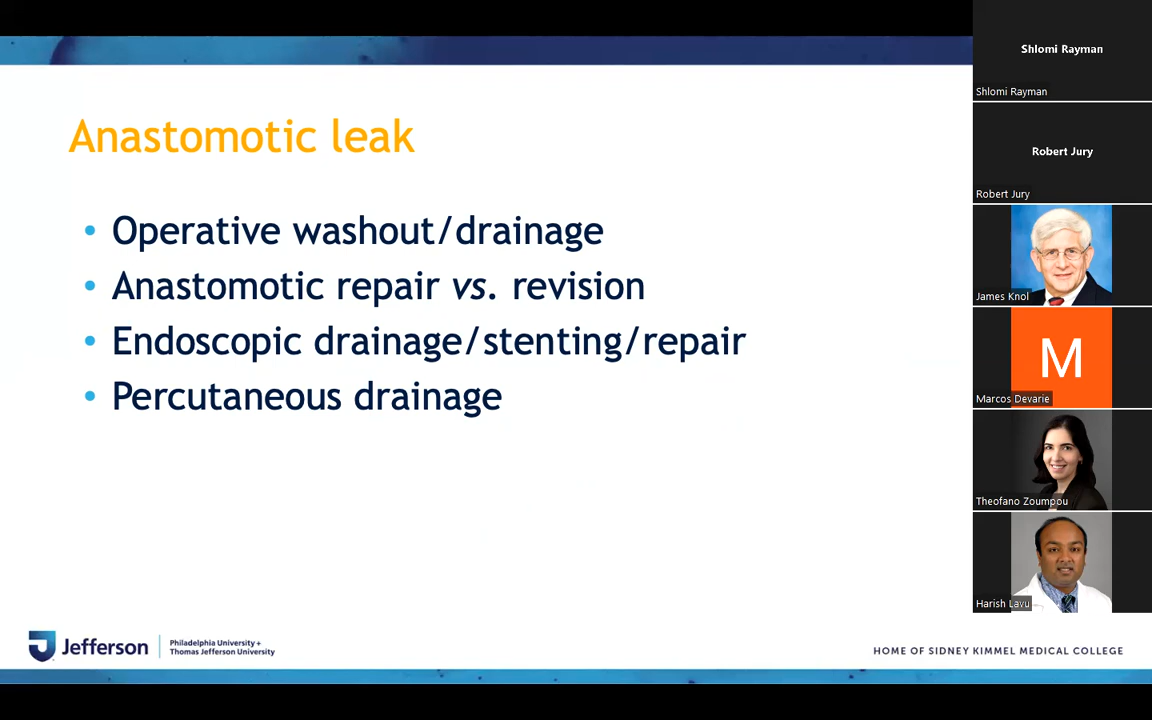 Anastomotic leak
• Operative washout/drainage
• Anastomotic repair vs. revision
• Endoscopic drainage/stenting/repair
• Percutaneous drainage
Jefferson
Philadelphia University +
Thomas Jefferson University
HOME OF SIDNEY KIMMEL MEDICAL COLLEGE
Shlomi Rayman
Shlomi Rayman
Robert Jury
Robert Jury
James Knol
M
Marcos Devarie
Theofano Zoumpou
Harish Lavu